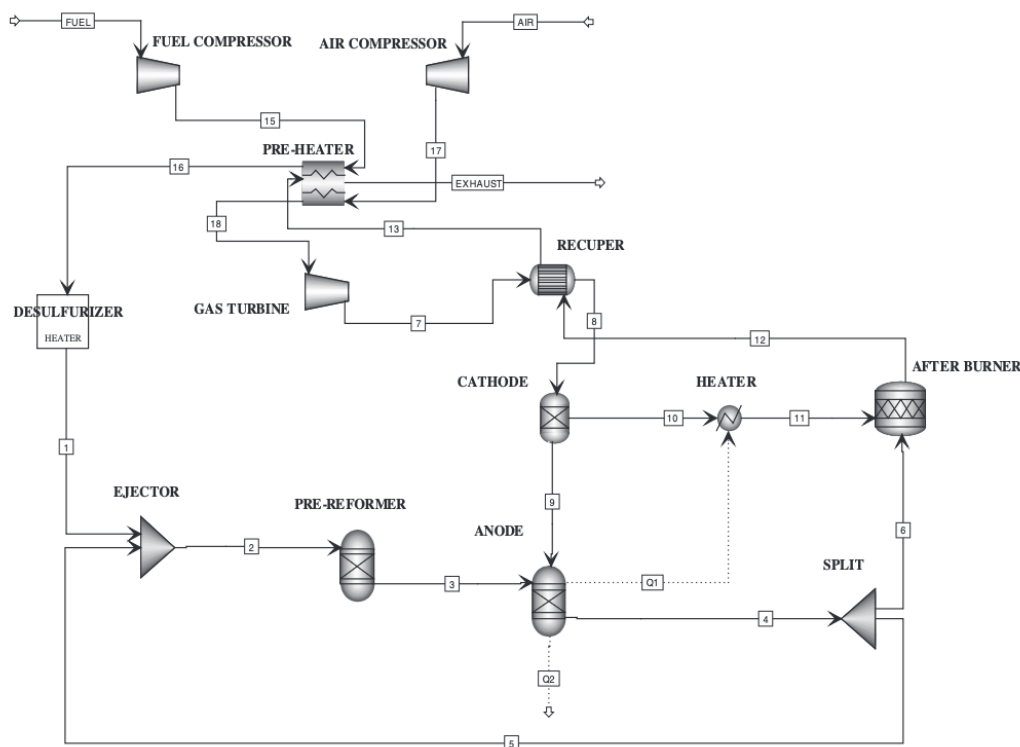 FUEL
AIR
FUEL COMPRESSOR
AIR COMPRESSOR
15
17
PRE-HEATER
16
EXHAUST
18
13
RECUPER
DESULFURIZER
HEATER
GAS TURBINE
7
8
12
AFTER BURNER
CATHODE
HEATER
10
11
1
EJECTOR
PRE-REFORMER
9
ANODE
6
2
SPLIT
3
Q1
4
Q2
5